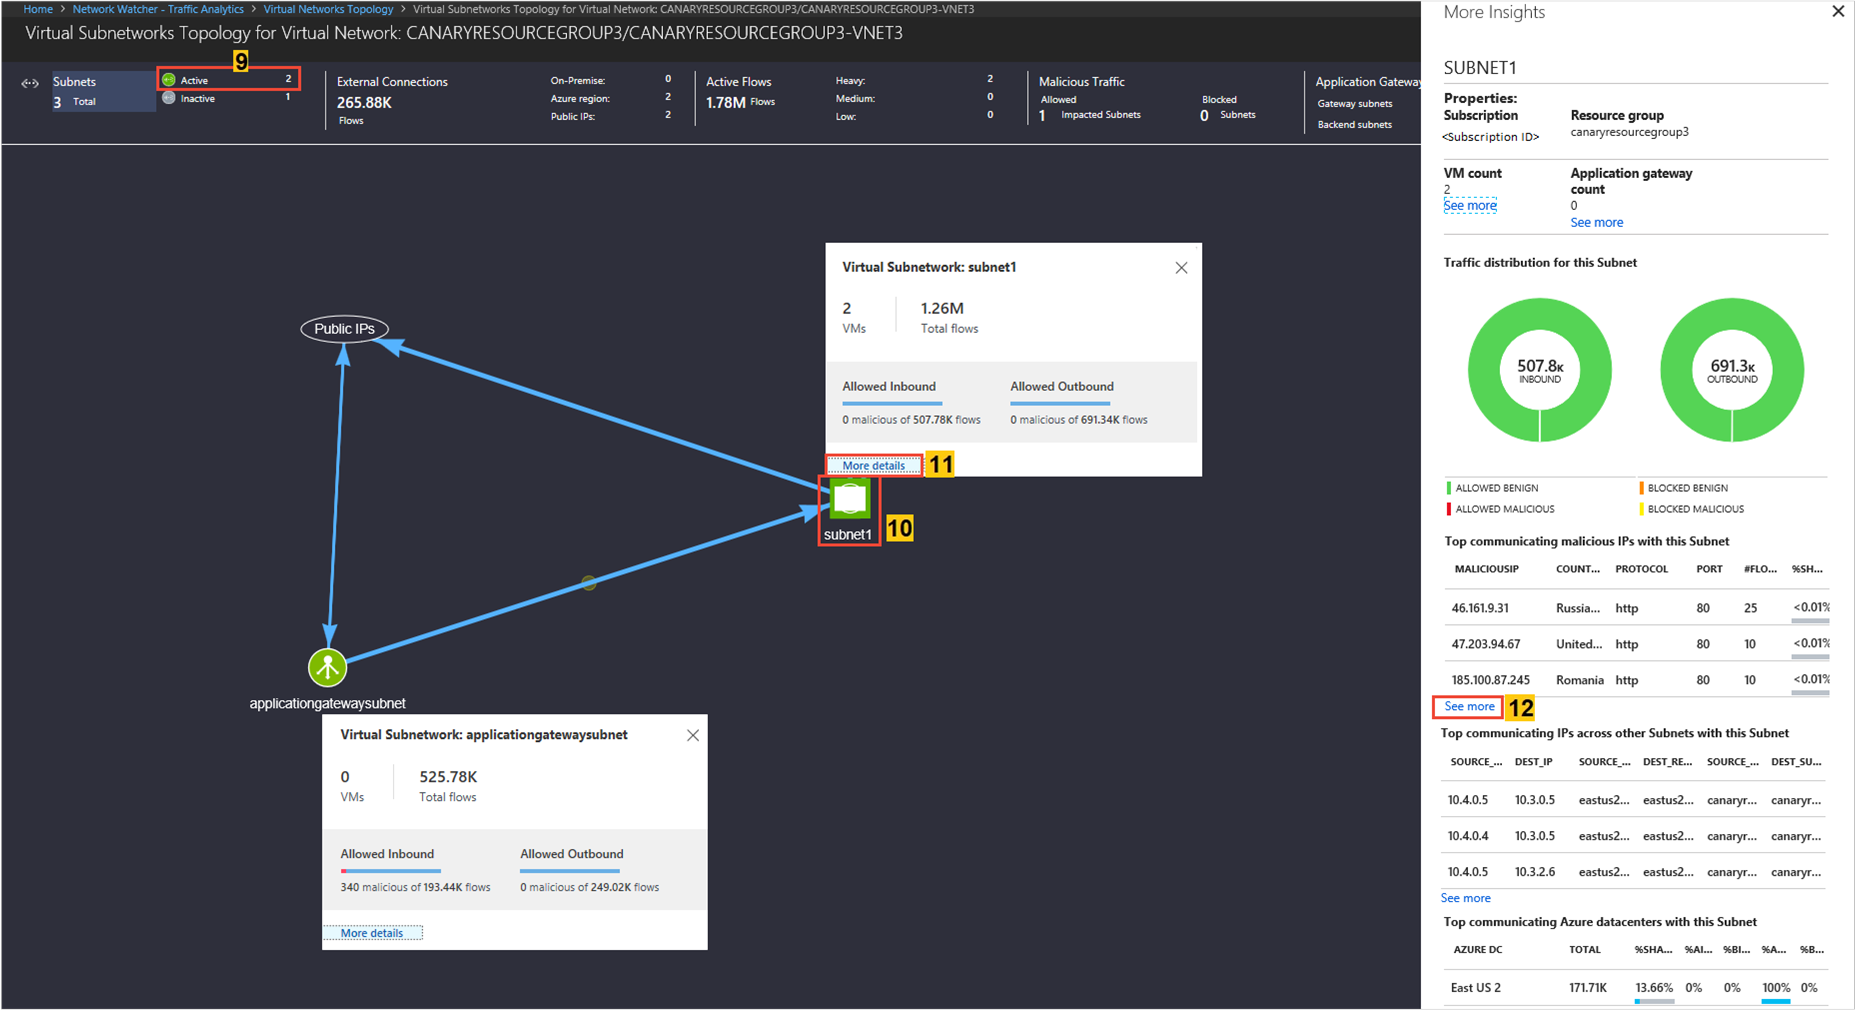 Home > Network Watcher - Traffic Analytics > Virtual Networks Topology > Virtual Subnetworks Topology for Virtual Network: CANARYRESOURCEGROUP3/CANARYRESOURCEGROUP3-VNET3
Virtual Subnetworks Topology for Virtual Network: CANARYRESOURCEGROUP3/CANARYRESOURCEGROUP3-VNET3
9
Subnets
3 Total
Active 2
Inactive 1
External Connections
265.88K
Flows
On-Premise: 0
Azure region: 2
Public IPs: 2
Active Flows
1.78M Flows
Heavy: 2
Medium: 0
Low: 0
Malicious Traffic
Allowed
1 Impacted Subnets
Blocked
0 Subnets
Application Gateway
Gateway subnets
Backend subnets
Public IPs
Virtual Subnetwork: subnet1
2
VMs
1.26M
Total flows
Allowed Inbound
0 malicious of 507.78K flows
Allowed Outbound
0 malicious of 691.34K flows
More details
11
subnet1
10
applicationgatewaysubnet
Virtual Subnetwork: applicationgatewaysubnet
0
VMs
525.78K
Total flows
Allowed Inbound
340 malicious of 193.44K flows
Allowed Outbound
0 malicious of 249.02K flows
More details
More Insights
SUBNET1
Properties:
Subscription
<Subscription ID>
Resource group
canaryresourcegroup3
VM count
2
See more
Application gateway
count
0
See more
Traffic distribution for this Subnet
507.8K
INBOUND
691.3K
OUTBOUND
ALLOWED BENIGN
BLOCKED BENIGN
ALLOWED MALICIOUS
BLOCKED MALICIOUS
Top communicating malicious IPs with this Subnet
MALICIOUSIP COUNT... PROTOCOL PORT #FLO... %SH...
46.161.9.31 Russia... http 80 25 <0.01%
47.203.94.67 United... http 80 10 <0.01%
185.100.87.245 Romania http 80 10 <0.01%
See more
12
Top communicating IPs across other Subnets with this Subnet
SOURCE_... DEST_IP SOURCE_... DEST_RE... SOURCE_... DEST_SU...
10.4.0.5 10.3.0.5 eastus2... eastus2... canaryr... canaryr...
10.4.0.4 10.3.0.5 eastus2... eastus2... canaryr... canaryr...
10.4.0.5 10.3.2.6 eastus2... eastus2... canaryr... canaryr...
See more
Top communicating Azure datacenters with this Subnet
AZURE DC TOTAL %SHA... %AI... %BI... %A... %B...
East US 2 171.71K 13.66% 0% 0% 100% 0%